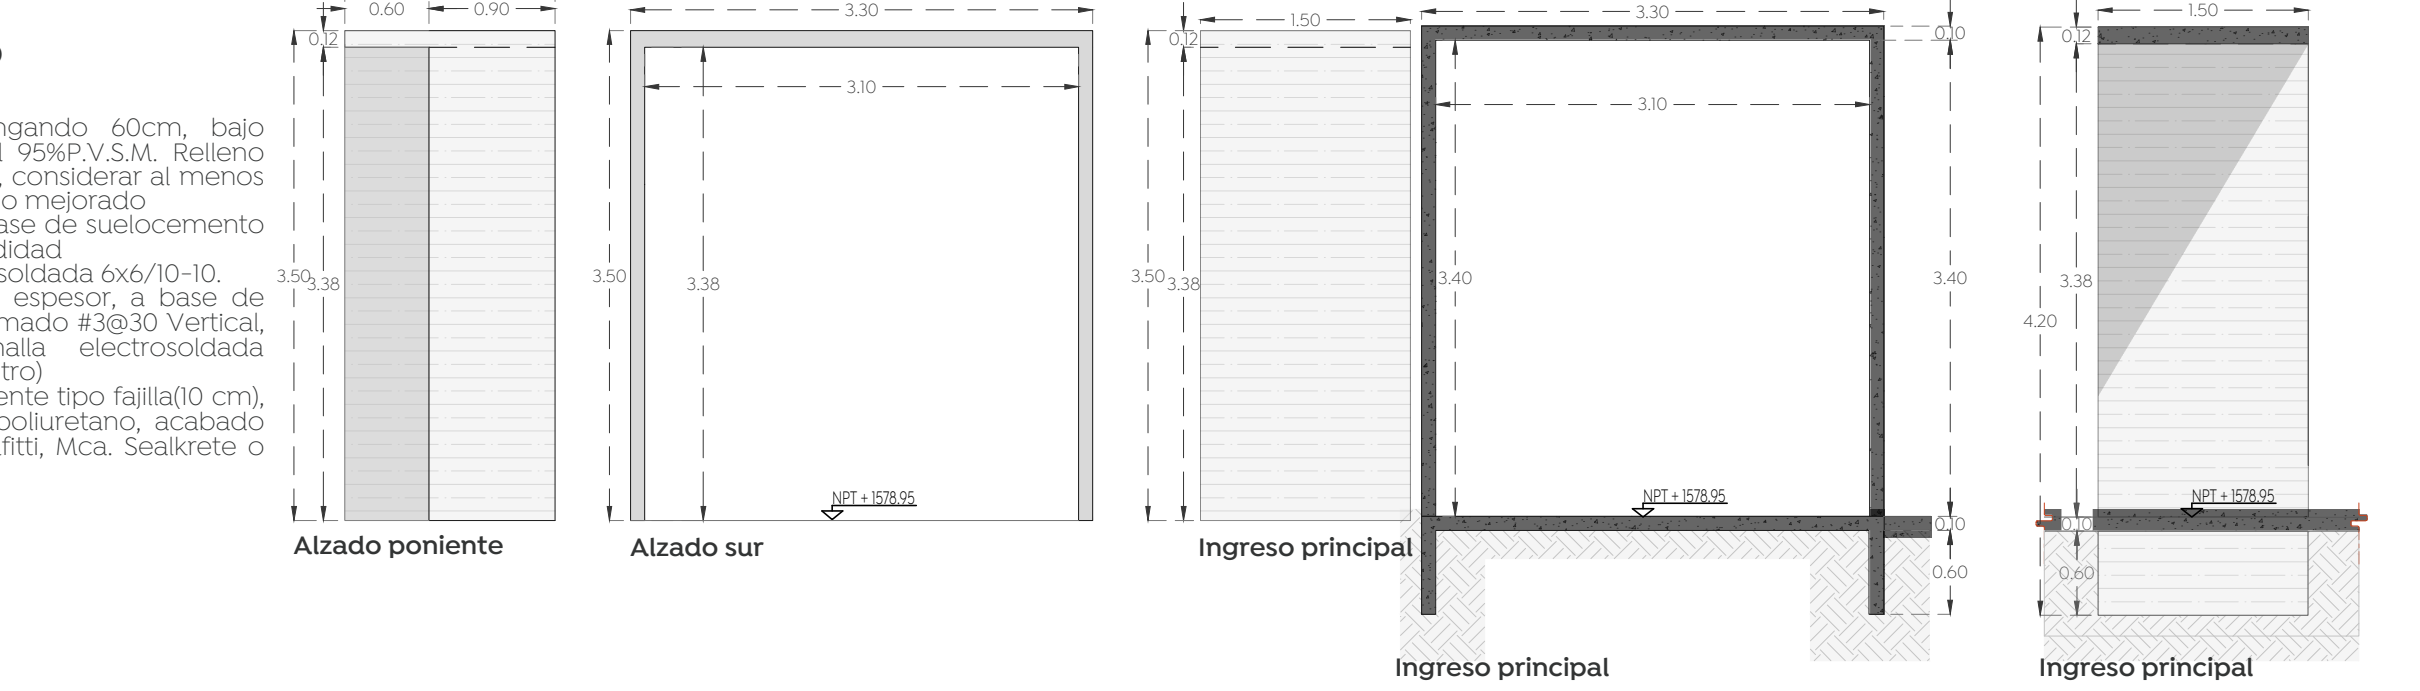 ngando 60cm, bajo
95%P.V.S.M. Relleno
, considerar al menos
o mejorado
ase de suelocemento
didad
soldada 6x6/10-10.
espesor, a base de
mado #3@30 Vertical,
nalla electrosoldada
tro)
ente tipo fajilla(10 cm),
poliuretano, acabado
fitti, Mca. Sealkrete o
0.60 0.90
0.12
3.50 3.38
Alzado poniente
3.30
3.10
3.50 3.38
NPT + 1578.95
Alzado sur
1.50
0.12
3.50 3.38
Ingreso principal
3.30
0.10
3.10
3.40 3.40
NPT + 1578.95
0.10
0.60
Ingreso principal
1.50
0.12
3.38
4.20
NPT + 1578.95
0.10
0.60
Ingreso principal